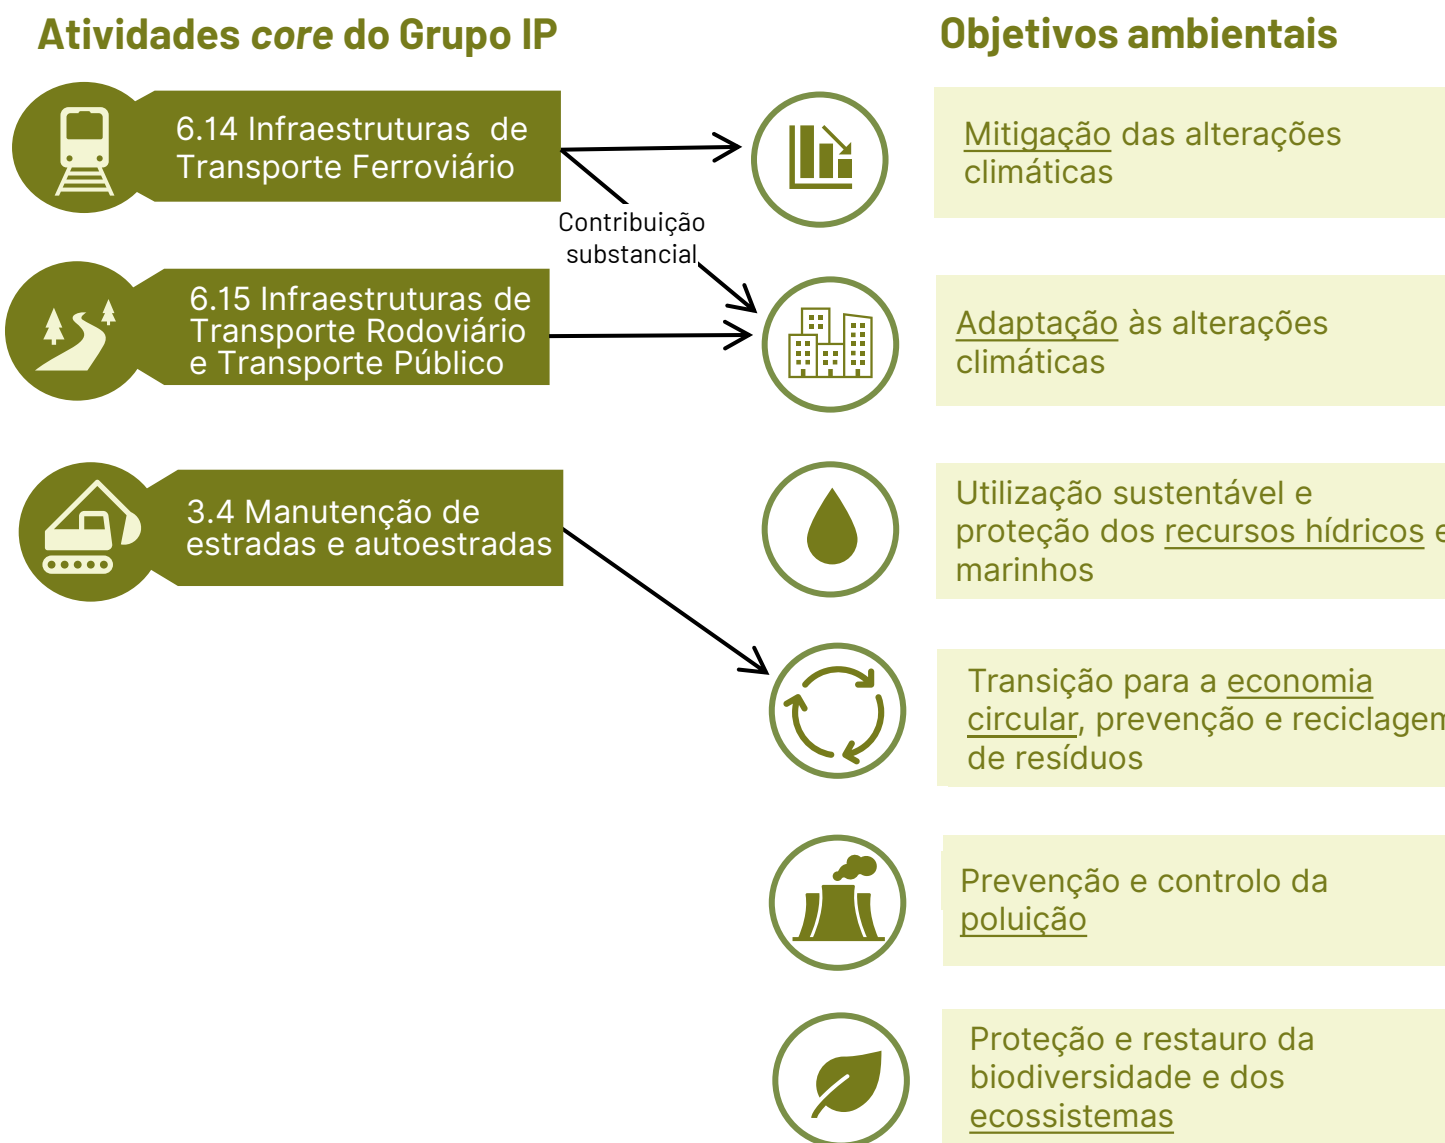 Atividades core do Grupo IP
6.14 Infraestruturas de
Transporte Ferroviário
6.15 Infraestruturas de
Transporte Rodoviário
e Transporte Público
3.4 Manutenção de
estradas e autoestradas
Contribuição
substancial
Objetivos ambientais
Mitigação das alterações
climáticas
Adaptação às alterações
climáticas
Utilização sustentável e
proteção dos recursos hídricos e
marinhos
Transição para a economia
circular, prevenção e reciclagem
de resíduos
Prevenção e controlo da
poluição
Proteção e restauro da
biodiversidade e dos
ecossistemas